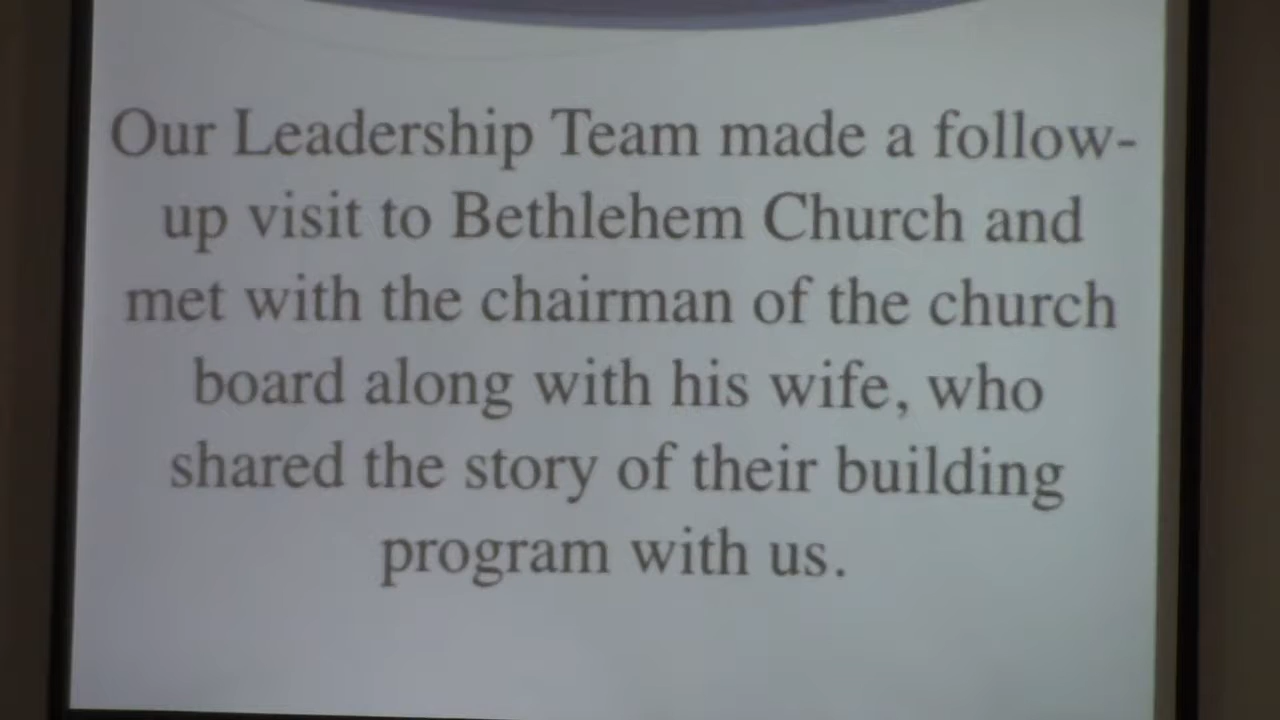 Our Leadership Team made a follow-
up visit to Bethlehem Church and
met with the chairman of the church
board along with his wife, who
shared the story of their building
program with us.